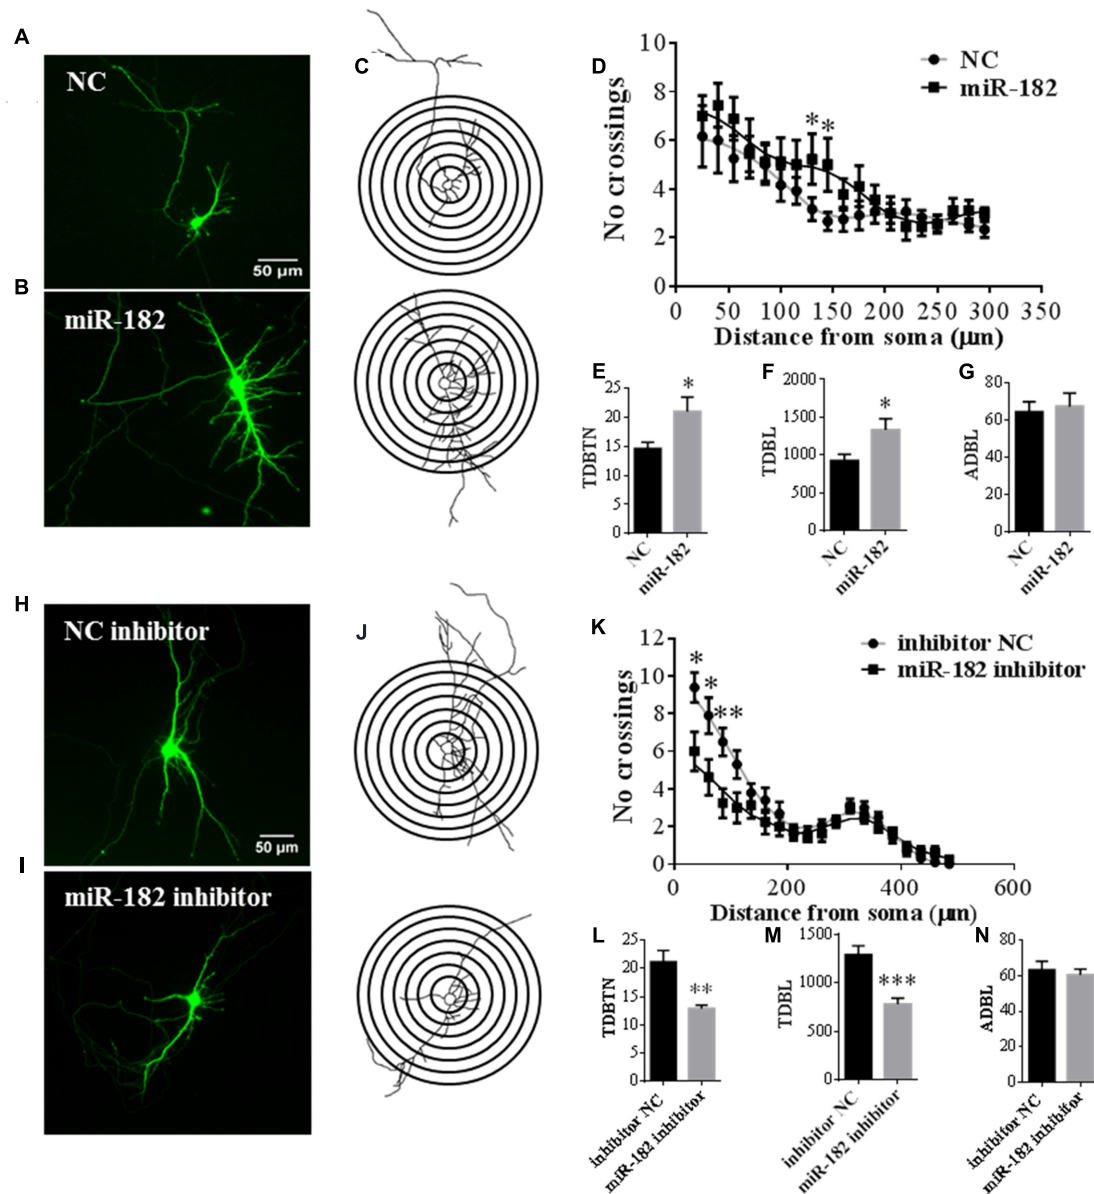 A
NC
50 µm
B
miR-182
C
D
10
8
6
4
2
0
No crossings
* *
NC
miR-182
0 50 100 150 200 250 300 350
Distance from soma (µm)
E
25
20
15
10
5
0
TDBTN
*
NC
miR-182
F
2000
1500
1000
500
0
TDBL
*
NC
miR-182
G
80
60
40
20
0
ADBL
NC
miR-182
H
NC inhibitor
50 µm
I
miR-182 inhibitor
J
K
12
10
8
6
4
2
0
No crossings
*
*
**
inhibitor NC
miR-182 inhibitor
0 200 400 600
Distance from soma (µm)
L
25
20
15
10
5
0
TDBTN
**
inhibitor NC
miR-182 inhibitor
M
1500
1000
500
0
TDBL
***
inhibitor NC
miR-182 inhibitor
N
80
60
40
20
0
ADBL
inhibitor NC
miR-182 inhibitor